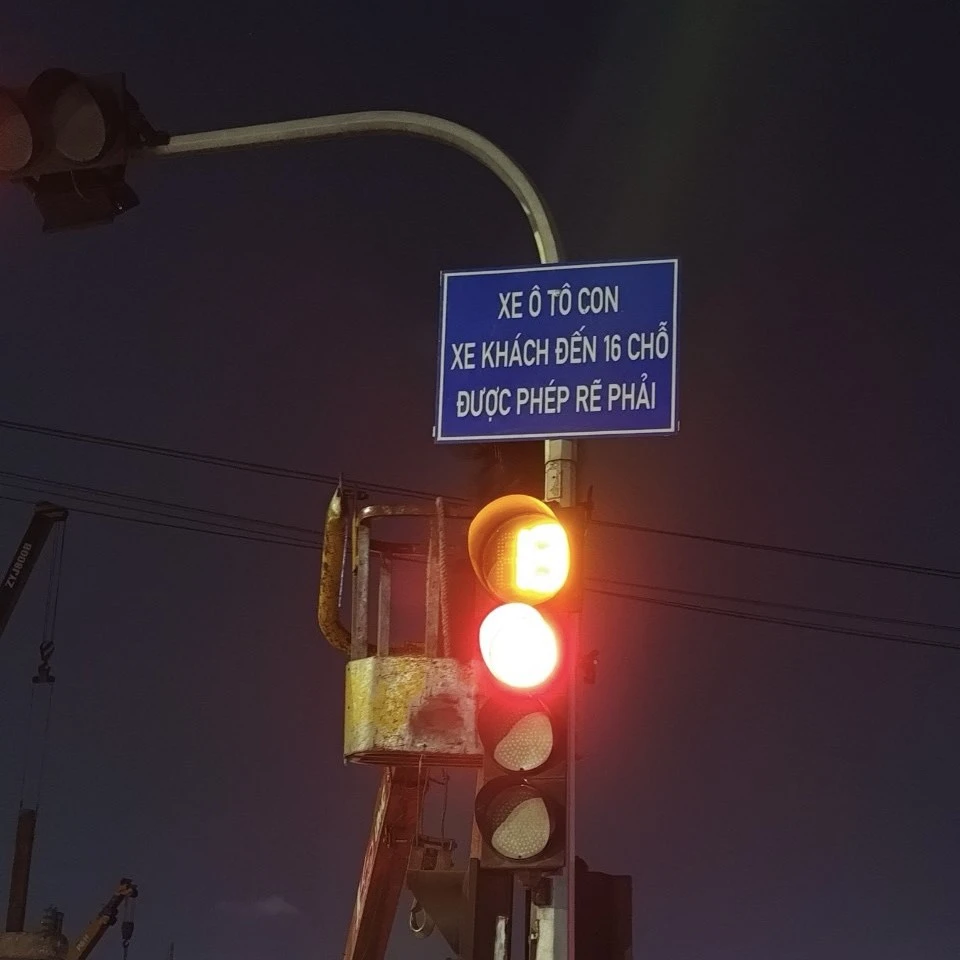 XE Ô TÔ CON
XE KHÁCH ĐẾN 16 CHỖ
ĐƯỢC PHÉP RẼ PHẢI